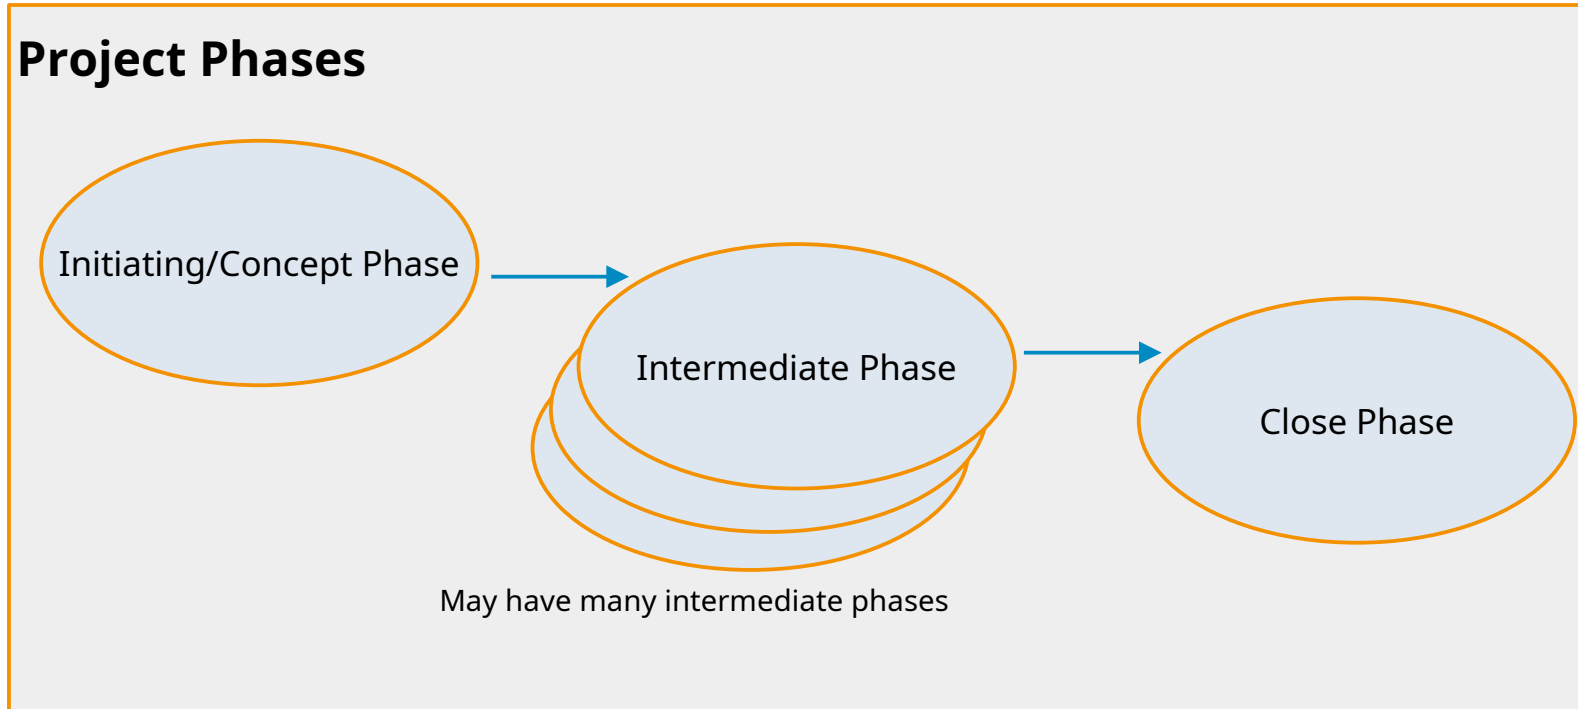 Project Phases
Initiating/Concept Phase
Intermediate Phase
Close Phase
May have many intermediate phases